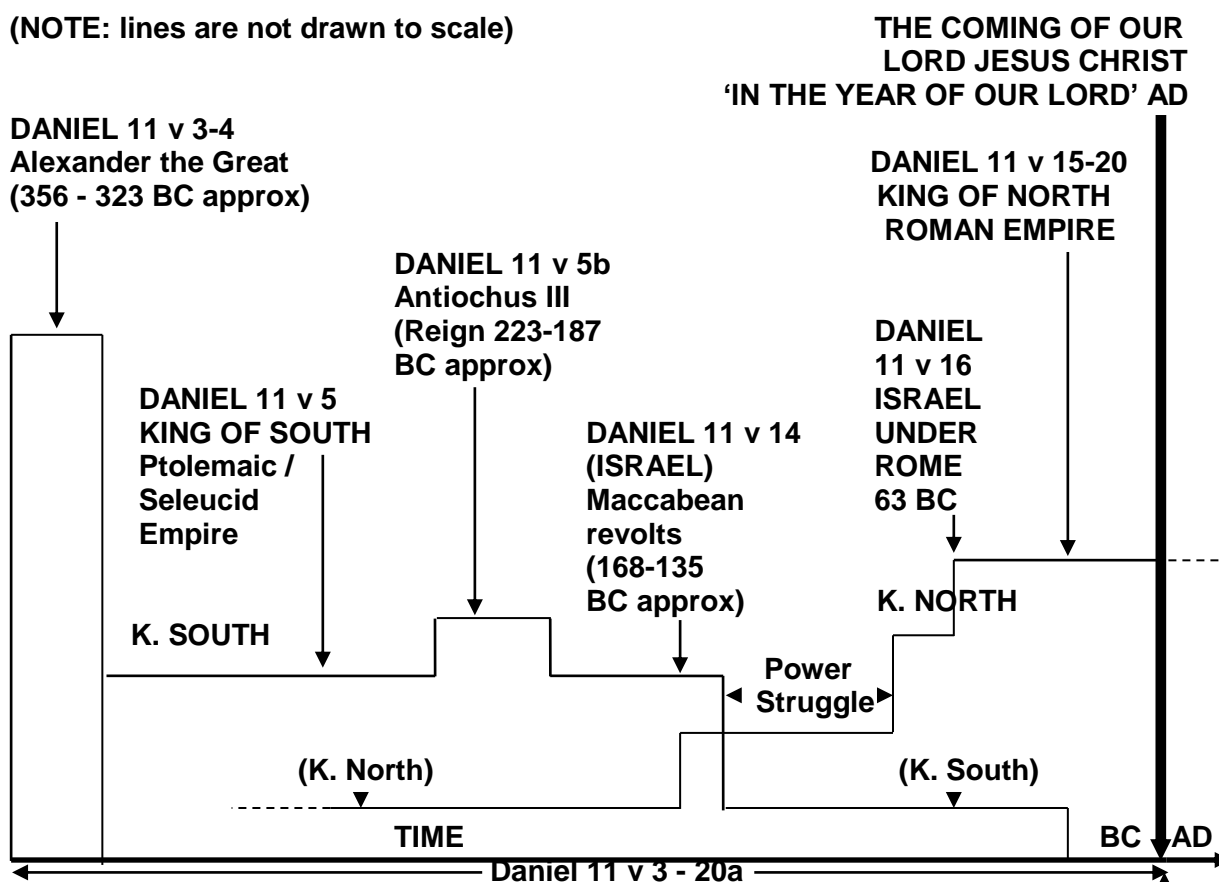 (NOTE: lines are not drawn to scale)
THE COMING OF OUR
LORD JESUS CHRIST
‘IN THE YEAR OF OUR LORD’ AD
DANIEL 11 v 3-4
Alexander the Great
(356 - 323 BC approx)
DANIEL 11 v 15-20
KING OF NORTH
ROMAN EMPIRE
DANIEL 11 v 5b
Antiochus III
(Reign 223-187
BC approx)
DANIEL
11 v 16
ISRAEL
UNDER
ROME
63 BC
DANIEL 11 v 5
KING OF SOUTH
Ptolemaic /
Seleucid
Empire
DANIEL 11 v 14
(ISRAEL)
Maccabean
revolts
(168-135
BC approx)
K. NORTH
K. SOUTH
Power
Struggle
(K. North)
(K. South)
TIME
BC
AD
Daniel 11 v 3 - 20a